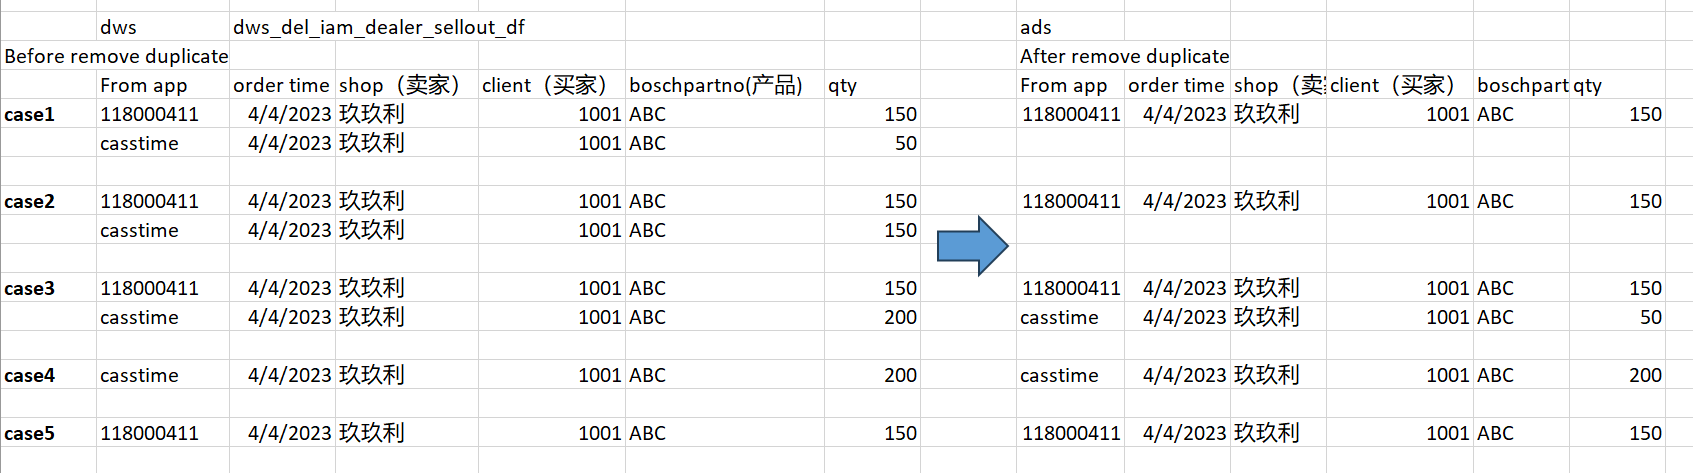 dws dws_del_iam_dealer_sellout_df ads
Before remove duplicate After remove duplicate
From app order time shop（卖家） client（买家） boschpartno(产品) qty From app order time shop（卖家 client（买家） boschpart qty
case1 118000411 4/4/2023 玖玖利 1001 ABC 150 118000411 4/4/2023 玖玖利 1001 ABC 150
casstime 4/4/2023 玖玖利 1001 ABC 50
case2 118000411 4/4/2023 玖玖利 1001 ABC 150 118000411 4/4/2023 玖玖利 1001 ABC 150
casstime 4/4/2023 玖玖利 1001 ABC 150
case3 118000411 4/4/2023 玖玖利 1001 ABC 150 118000411 4/4/2023 玖玖利 1001 ABC 150
casstime 4/4/2023 玖玖利 1001 ABC 200 casstime 4/4/2023 玖玖利 1001 ABC 50
case4 casstime 4/4/2023 玖玖利 1001 ABC 200 casstime 4/4/2023 玖玖利 1001 ABC 200
case5 118000411 4/4/2023 玖玖利 1001 ABC 150 118000411 4/4/2023 玖玖利 1001 ABC 150